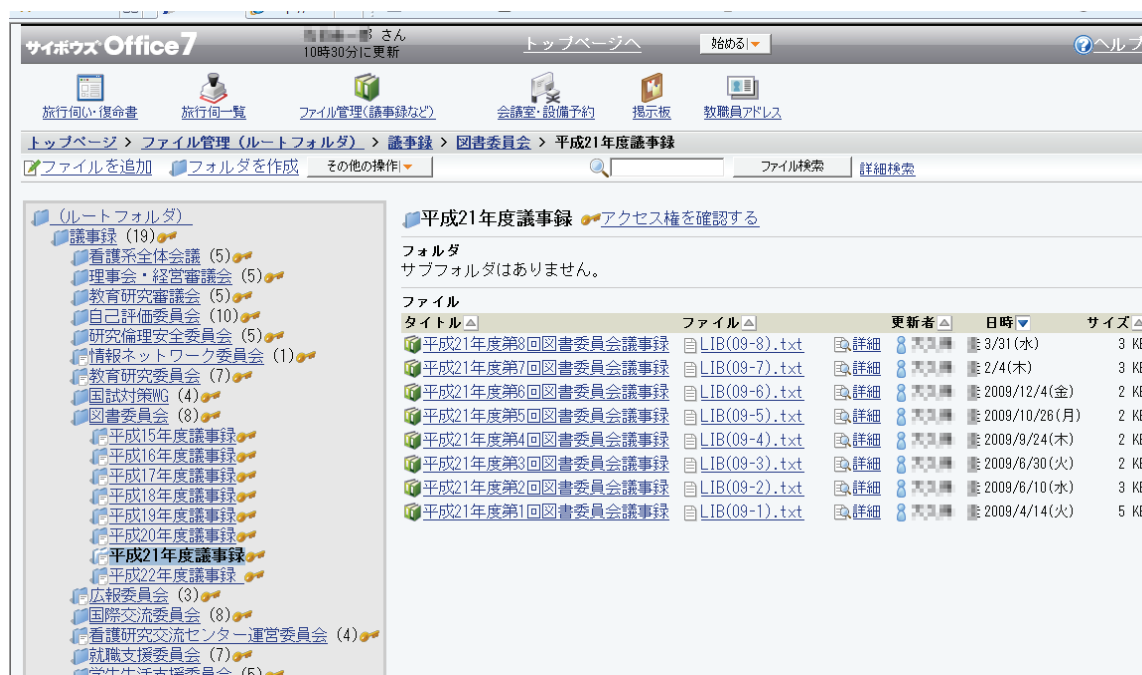 サイボウズ Office7
さん
10時30分に更新
トップページへ
始める
ヘルプ
旅行伺い・復命書
旅行伺一覧
ファイル管理(議事録など)
会議室・設備予約
掲示板
教職員アドレス
トップページ > ファイル管理（ルートフォルダ） > 議事録 > 図書委員会 > 平成21年度議事録
ファイルを追加 フォルダを作成 その他の操作 ファイル検索 詳細検索
（ルートフォルダ）
議事録 (19)
看護系全体会議 (5)
理事会・経営審議会 (5)
教育研究審議会 (5)
自己評価委員会 (10)
研究倫理安全委員会 (5)
情報ネットワーク委員会 (1)
教育研究委員会 (7)
国試対策WG (4)
図書委員会 (8)
平成15年度議事録
平成16年度議事録
平成17年度議事録
平成18年度議事録
平成19年度議事録
平成20年度議事録
平成21年度議事録
平成22年度議事録
広報委員会 (3)
国際交流委員会 (8)
看護研究交流センター運営委員会 (4)
就職支援委員会 (7)
学生生活支援委員会 (5)
平成21年度議事録 アクセス権を確認する
フォルダ
サブフォルダはありません。
ファイル
タイトル ファイル 更新者 日時 サイズ
平成21年度第8回図書委員会議事録 LIB(09-8).txt 詳細 3/31(水) 3 KB
平成21年度第7回図書委員会議事録 LIB(09-7).txt 詳細 2/4(木) 3 KB
平成21年度第6回図書委員会議事録 LIB(09-6).txt 詳細 2009/12/4(金) 2 KB
平成21年度第5回図書委員会議事録 LIB(09-5).txt 詳細 2009/10/26(月) 2 KB
平成21年度第4回図書委員会議事録 LIB(09-4).txt 詳細 2009/9/24(木) 2 KB
平成21年度第3回図書委員会議事録 LIB(09-3).txt 詳細 2009/6/30(火) 2 KB
平成21年度第2回図書委員会議事録 LIB(09-2).txt 詳細 2009/6/10(水) 3 KB
平成21年度第1回図書委員会議事録 LIB(09-1).txt 詳細 2009/4/14(火) 5 KB